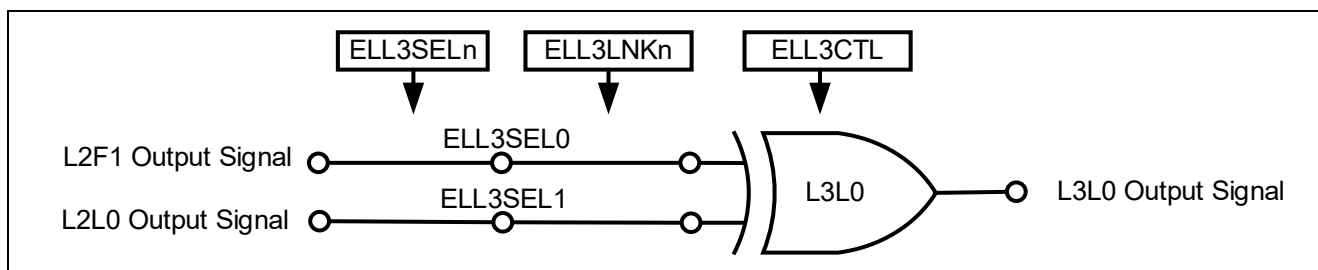 ELL3SELn ELL3LNKn ELL3CTL
ELL3SEL0
L2F1 Output Signal
ELL3SEL1
L2L0 Output Signal
L3L0
L3L0 Output Signal